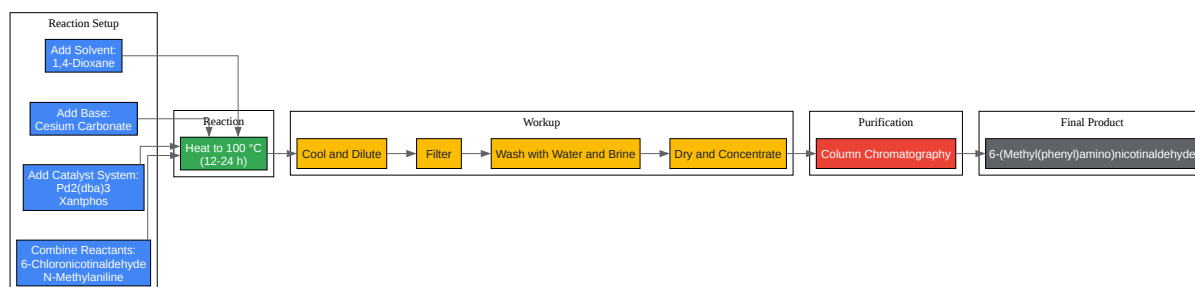 Reaction Setup
Add Solvent:
1,4-Dioxane
Add Base:
Cesium Carbonate
Add Catalyst System:
Pd2(dba)3
Xantphos
Combine Reactants:
6-Chloronicotinaldehyde
N-Methylaniline
Reaction
Heat to 100 °C
(12-24 h)
Workup
Cool and Dilute
Filter
Wash with Water and Brine
Dry and Concentrate
Purification
Column Chromatography
Final Product
6-(Methyl(phenyl)amino)nicotinaldehyde